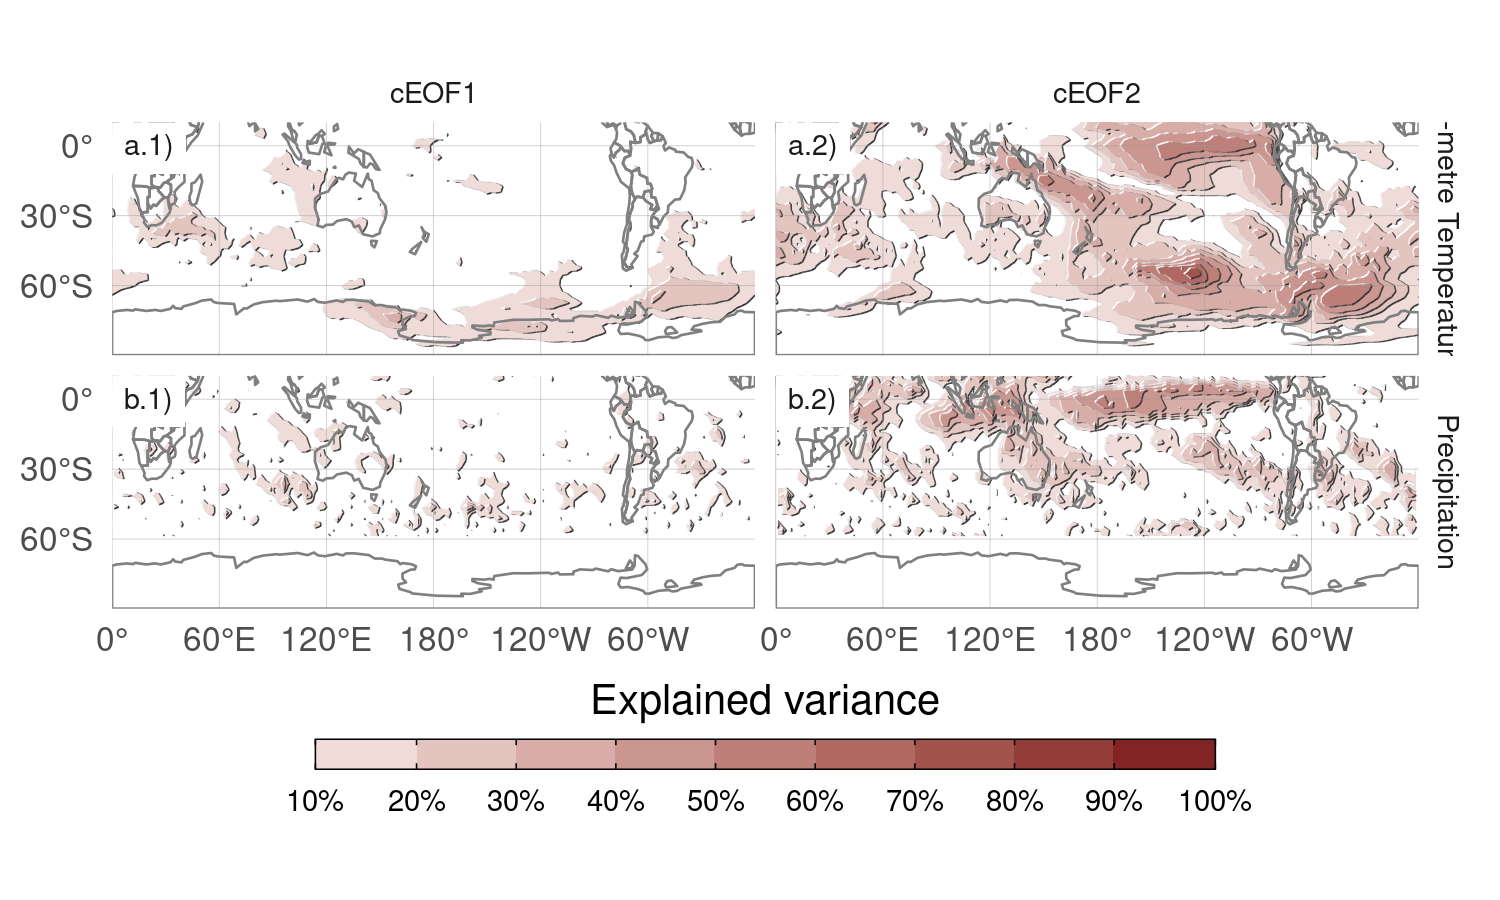 cEOF1 cEOF2
a.1) a.2)
0°
30°S
60°S
-metre Temperatur
b.1) b.2)
0°
30°S
60°S
Precipitation
0° 60°E 120°E 180° 120°W 60°W 0° 60°E 120°E 180° 120°W 60°W
Explained variance
10% 20% 30% 40% 50% 60% 70% 80% 90% 100%